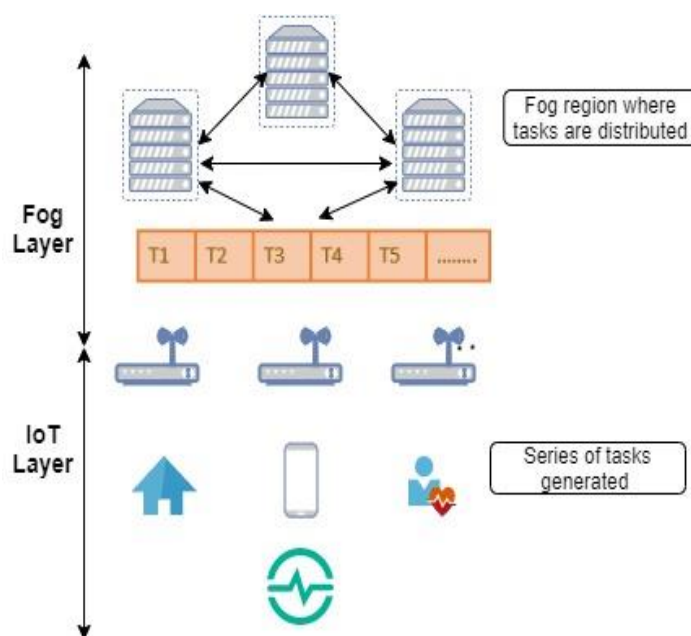 Fog region where
tasks are distributed
Fog
Layer
T1 T2 T3 T4 T5 ........
IoT
Layer
Series of tasks
generated